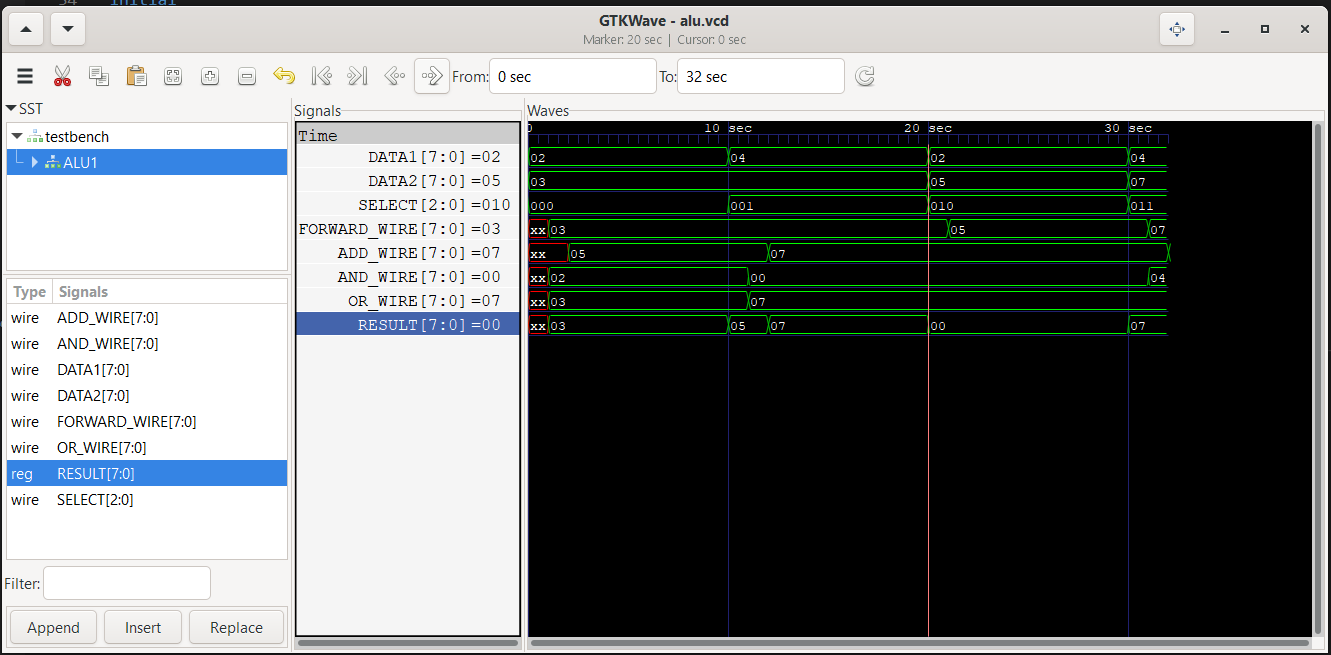 initial
GTKWave - alu.vcd
Marker: 20 sec | Cursor: 0 sec
From: 0 sec To: 32 sec
SST
testbench
ALU1
Type Signals
wire ADD_WIRE[7:0]
wire AND_WIRE[7:0]
wire DATA1[7:0]
wire DATA2[7:0]
wire FORWARD_WIRE[7:0]
wire OR_WIRE[7:0]
reg RESULT[7:0]
wire SELECT[2:0]
Filter:
Append Insert Replace
Signals
Time
DATA1[7:0] =02
DATA2[7:0] =05
SELECT[2:0] =010
FORWARD_WIRE[7:0] =03
ADD_WIRE[7:0] =07
AND_WIRE[7:0] =00
OR_WIRE[7:0] =07
RESULT[7:0] =00
Waves
0 10 sec 20 sec 30 sec
02 04 02 04
03 05 07
000 001 010 011
xx 03 05 07
xx 05 07
xx 02 00 04
xx 03 07
xx 03 05 07 00 07